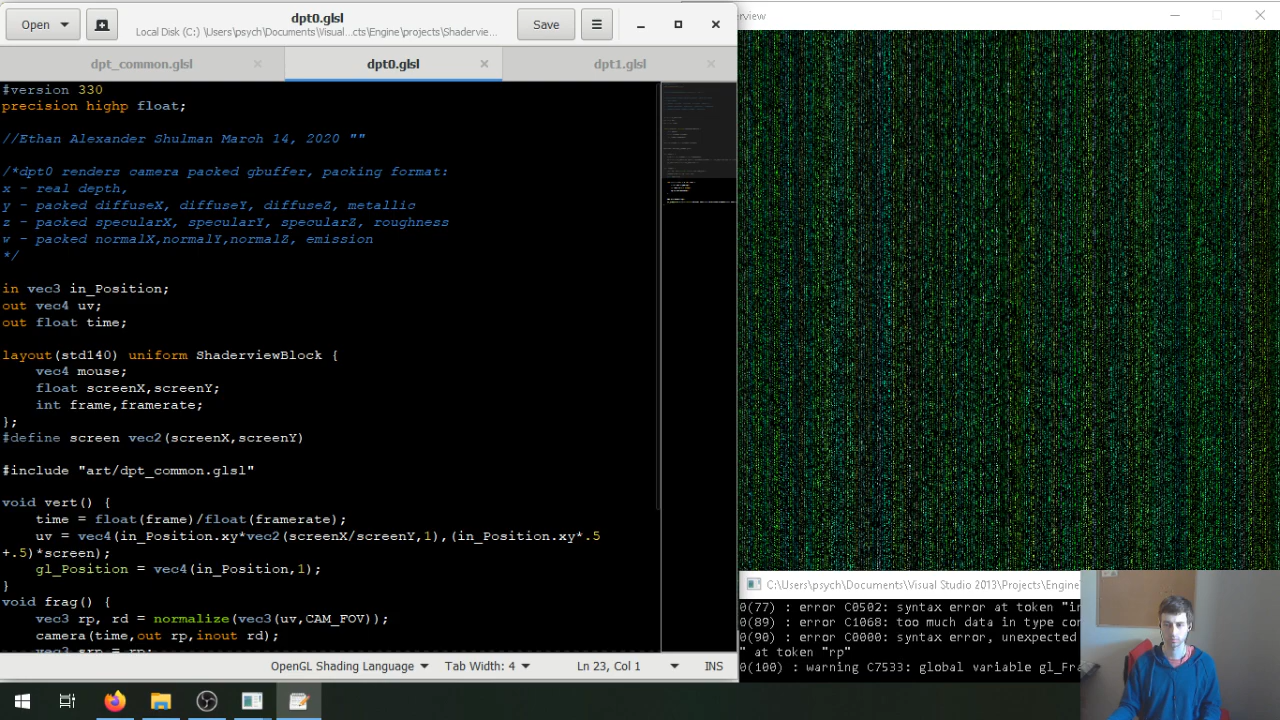 Open
dpt0.glsl
Local Disk (C:) \Users\psych\Documents\Visual...cts\Engine\projects\Shadervie...
Save
erview
dpt_common.glsl
dpt0.glsl
dpt1.glsl
#version 330
precision highp float;
//Ethan Alexander Shulman March 14, 2020 ""
/*dpt0 renders camera packed gbuffer, packing format:
x - real depth,
y - packed diffuseX, diffuseY, diffuseZ, metallic
z - packed specularX, specularY, specularZ, roughness
w - packed normalX,normalY,normalZ, emission
*/
in vec3 in_Position;
out vec4 uv;
out float time;
layout(std140) uniform ShaderviewBlock {
vec4 mouse;
float screenX,screenY;
int frame,framerate;
};
#define screen vec2(screenX,screenY)
#include "art/dpt_common.glsl"
void vert() {
time = float(frame)/float(framerate);
uv = vec4(in_Position.xy*vec2(screenX/screenY,1),(in_Position.xy*.5
+.5)*screen);
gl_Position = vec4(in_Position,1);
}
void frag() {
vec3 rp, rd = normalize(vec3(uv,CAM_FOV));
camera(time,out rp,inout rd);
vec3 srp = rp;
OpenGL Shading Language
Tab Width: 4
Ln 23, Col 1
INS
C:\Users\psych\Documents\Visual Studio 2013\Projects\Engine
0(77) : error C0502: syntax error at token "in
0(89) : error C1068: too much data in type con
0(90) : error C0000: syntax error, unexpected
" at token "rp"
0(100) : warning C7533: global variable gl_Fra